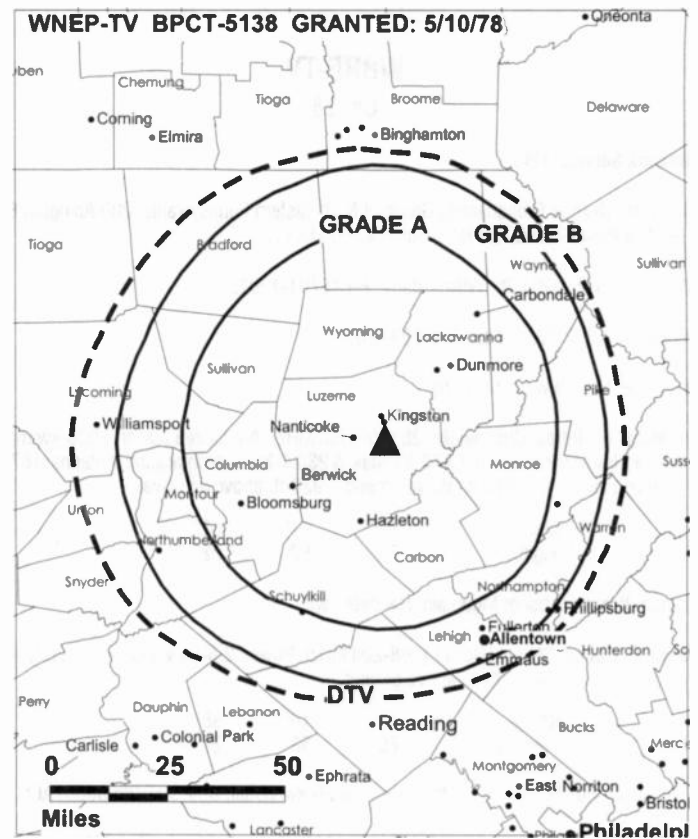 WNEP-TV BPCT-5138 GRANTED: 5/10/78
Oneonta
Chemung
Tioga
Broome
Delaware
Corning
Elmira
Binghamton
GRADE A
GRADE B
Tioga
Bradford
Wayne
Sullivan
Carbondale
Wyoming
Lackawanna
Sullivan
Dunmore
Luzerne
Pike
Lycoming
Kingston
Williamsport
Nanticoke
Columbia
Berwick
Monroe
Montour
Bloomsburg
Union
Hazleton
Warren
Northumberland
Carbon
Snyder
Northampton
Schuylkill
Phillipsburg
Fullerton
Lehigh
Allentown
Hunterdon
Emmaus
DTV
Perry
Dauphin
Lebanon
Reading
Bucks
Colonial Park
Carlisle
Merc
Montgomery
0 25 50
Ephrata
East Norriton
Miles
Bristo
Lancaster
Philadelpl